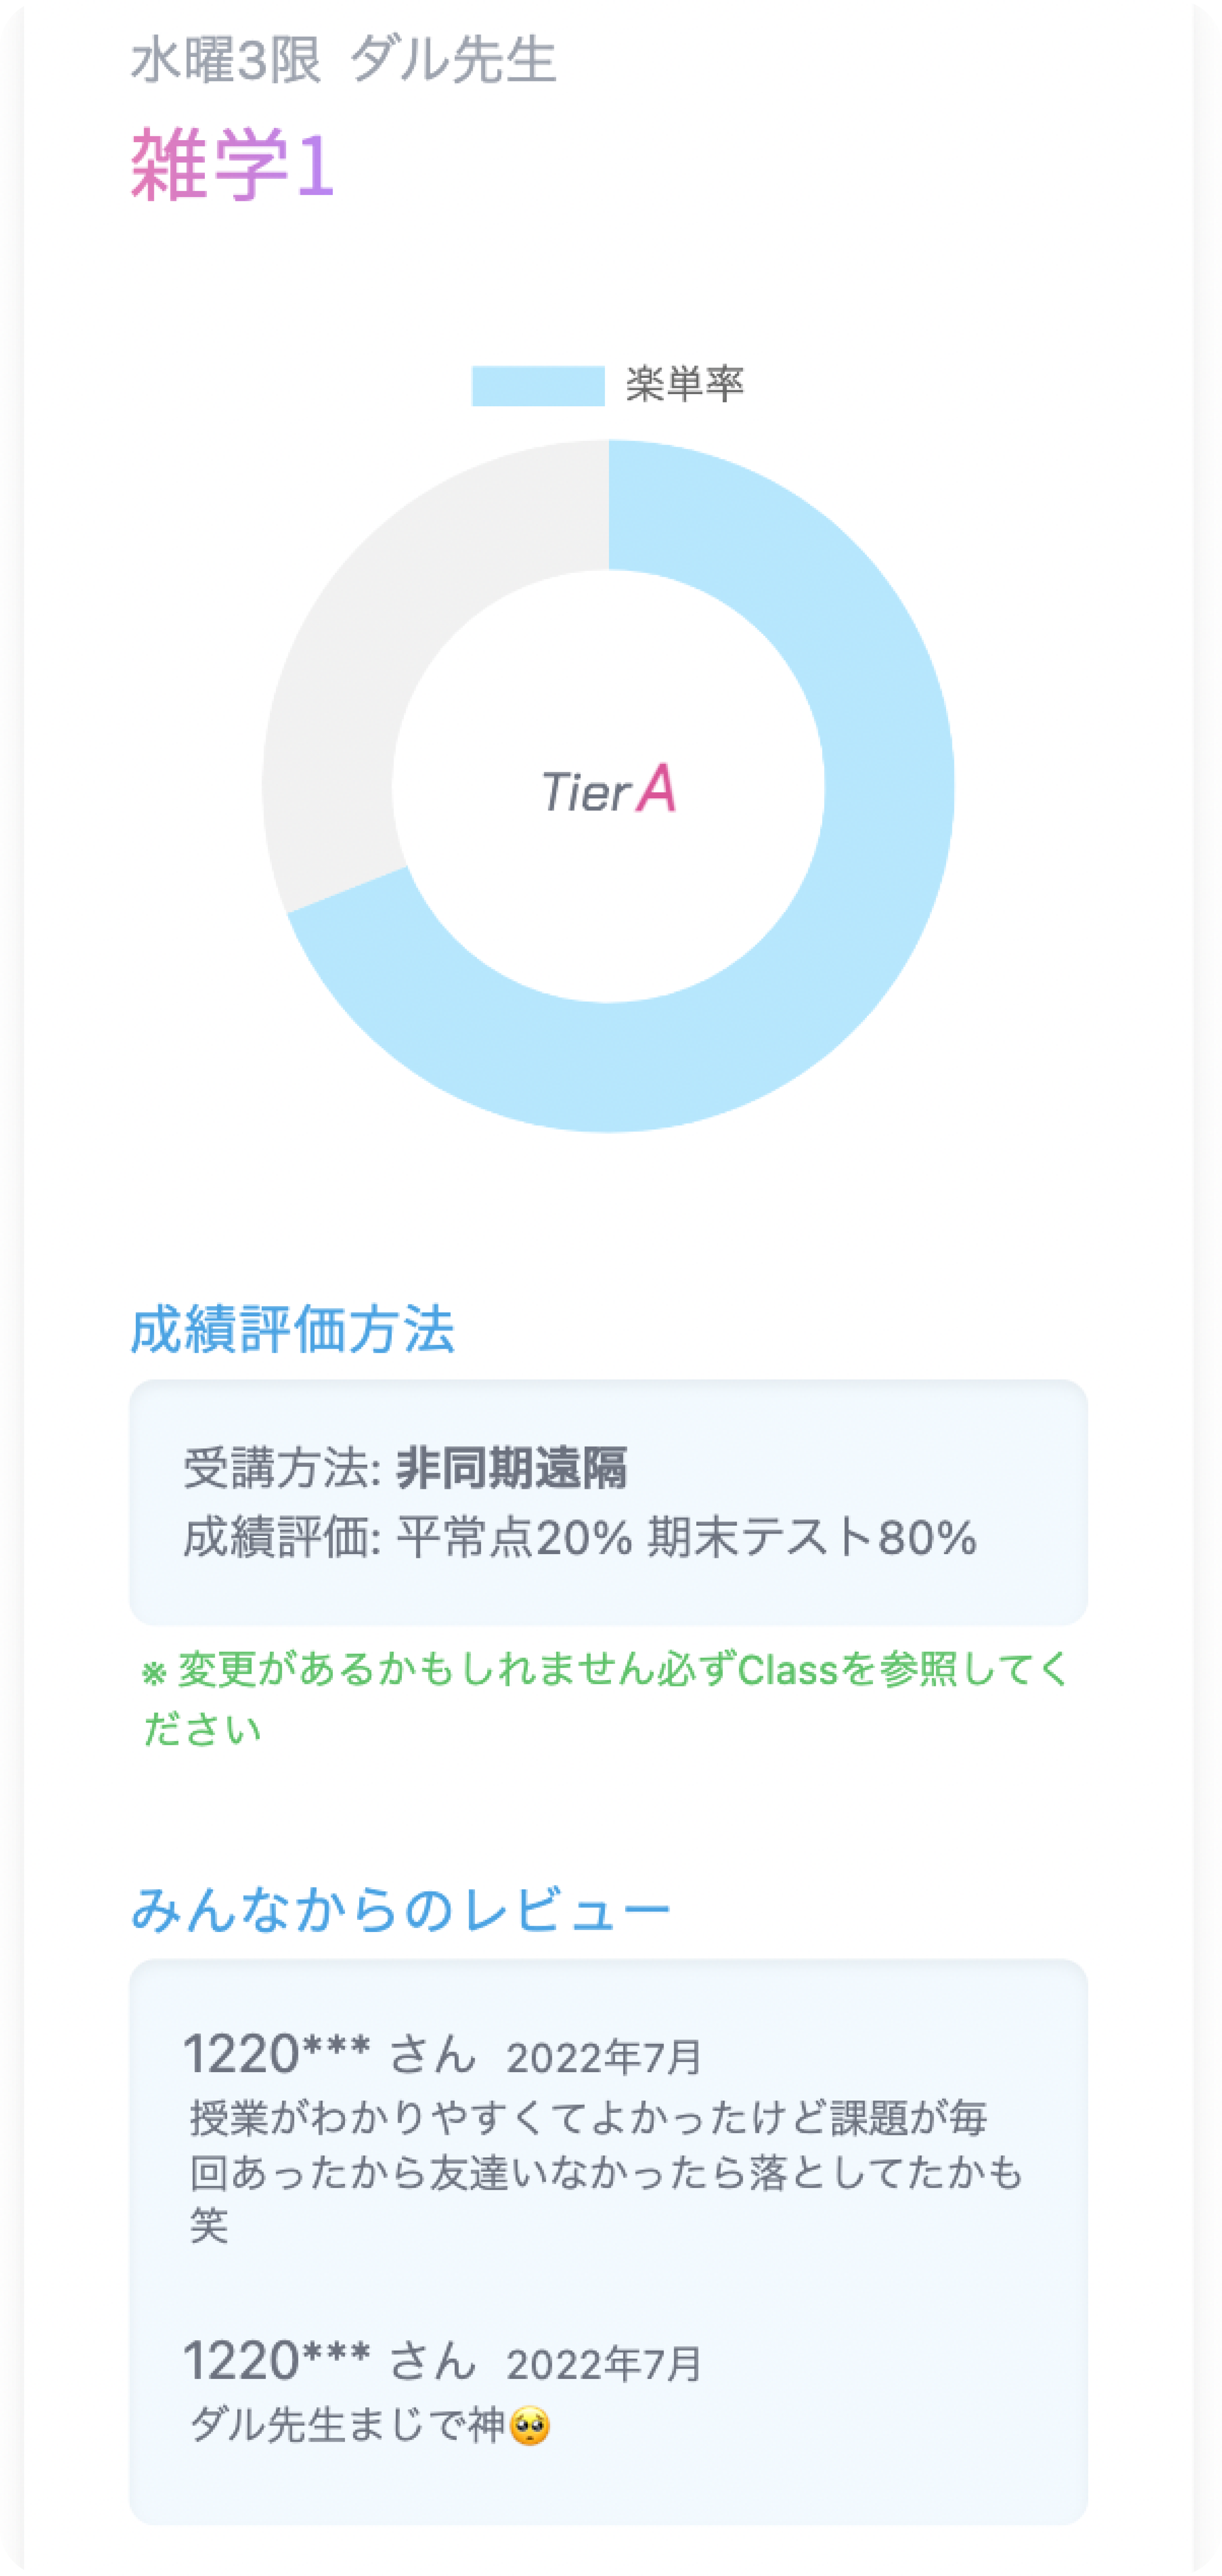 水曜3限 ダル先生
雑学1
楽単率
Tier A
成績評価方法
受講方法: 非同期遠隔
成績評価: 平常点20% 期末テスト80%
※ 変更があるかもしれません必ずClassを参照してく
ださい
みんなからのレビュー
1220*** さん 2022年7月
授業がわかりやすくてよかったけど課題が毎
回あったから友達いなかったら落としてたかも
笑
1220*** さん 2022年7月
ダル先生まじで神🥺